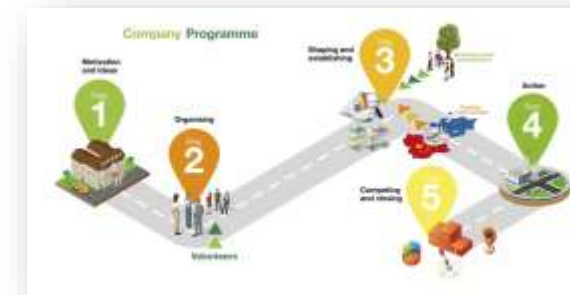 Company Programme
Motivation
and ideas
1
Organising
2
Volunteers
Shaping and
establishing
3
Action
4
Competing
and closing
5